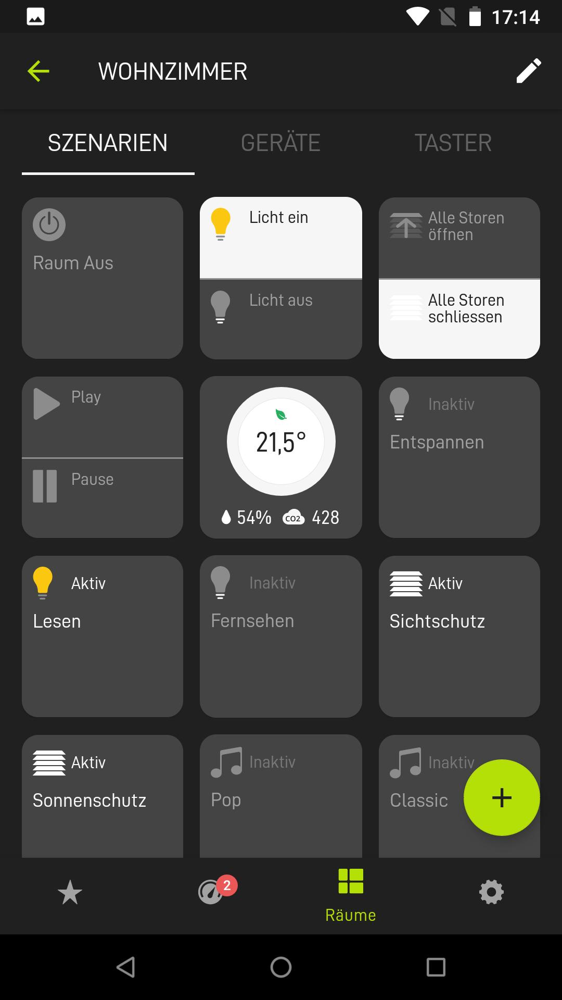 17:14
WOHNZIMMER
SZENARIEN
GERÄTE
TASTER
Raum Aus
Licht ein
Licht aus
Alle Storen
öffnen
Alle Storen
schliessen
Play
Pause
21,5°
54%
CO2
428
Inaktiv
Entspannen
Aktiv
Lesen
Inaktiv
Fernsehen
Aktiv
Sichtschutz
Aktiv
Sonnenschutz
Inaktiv
Pop
Inaktiv
Classic
+
2
Räume